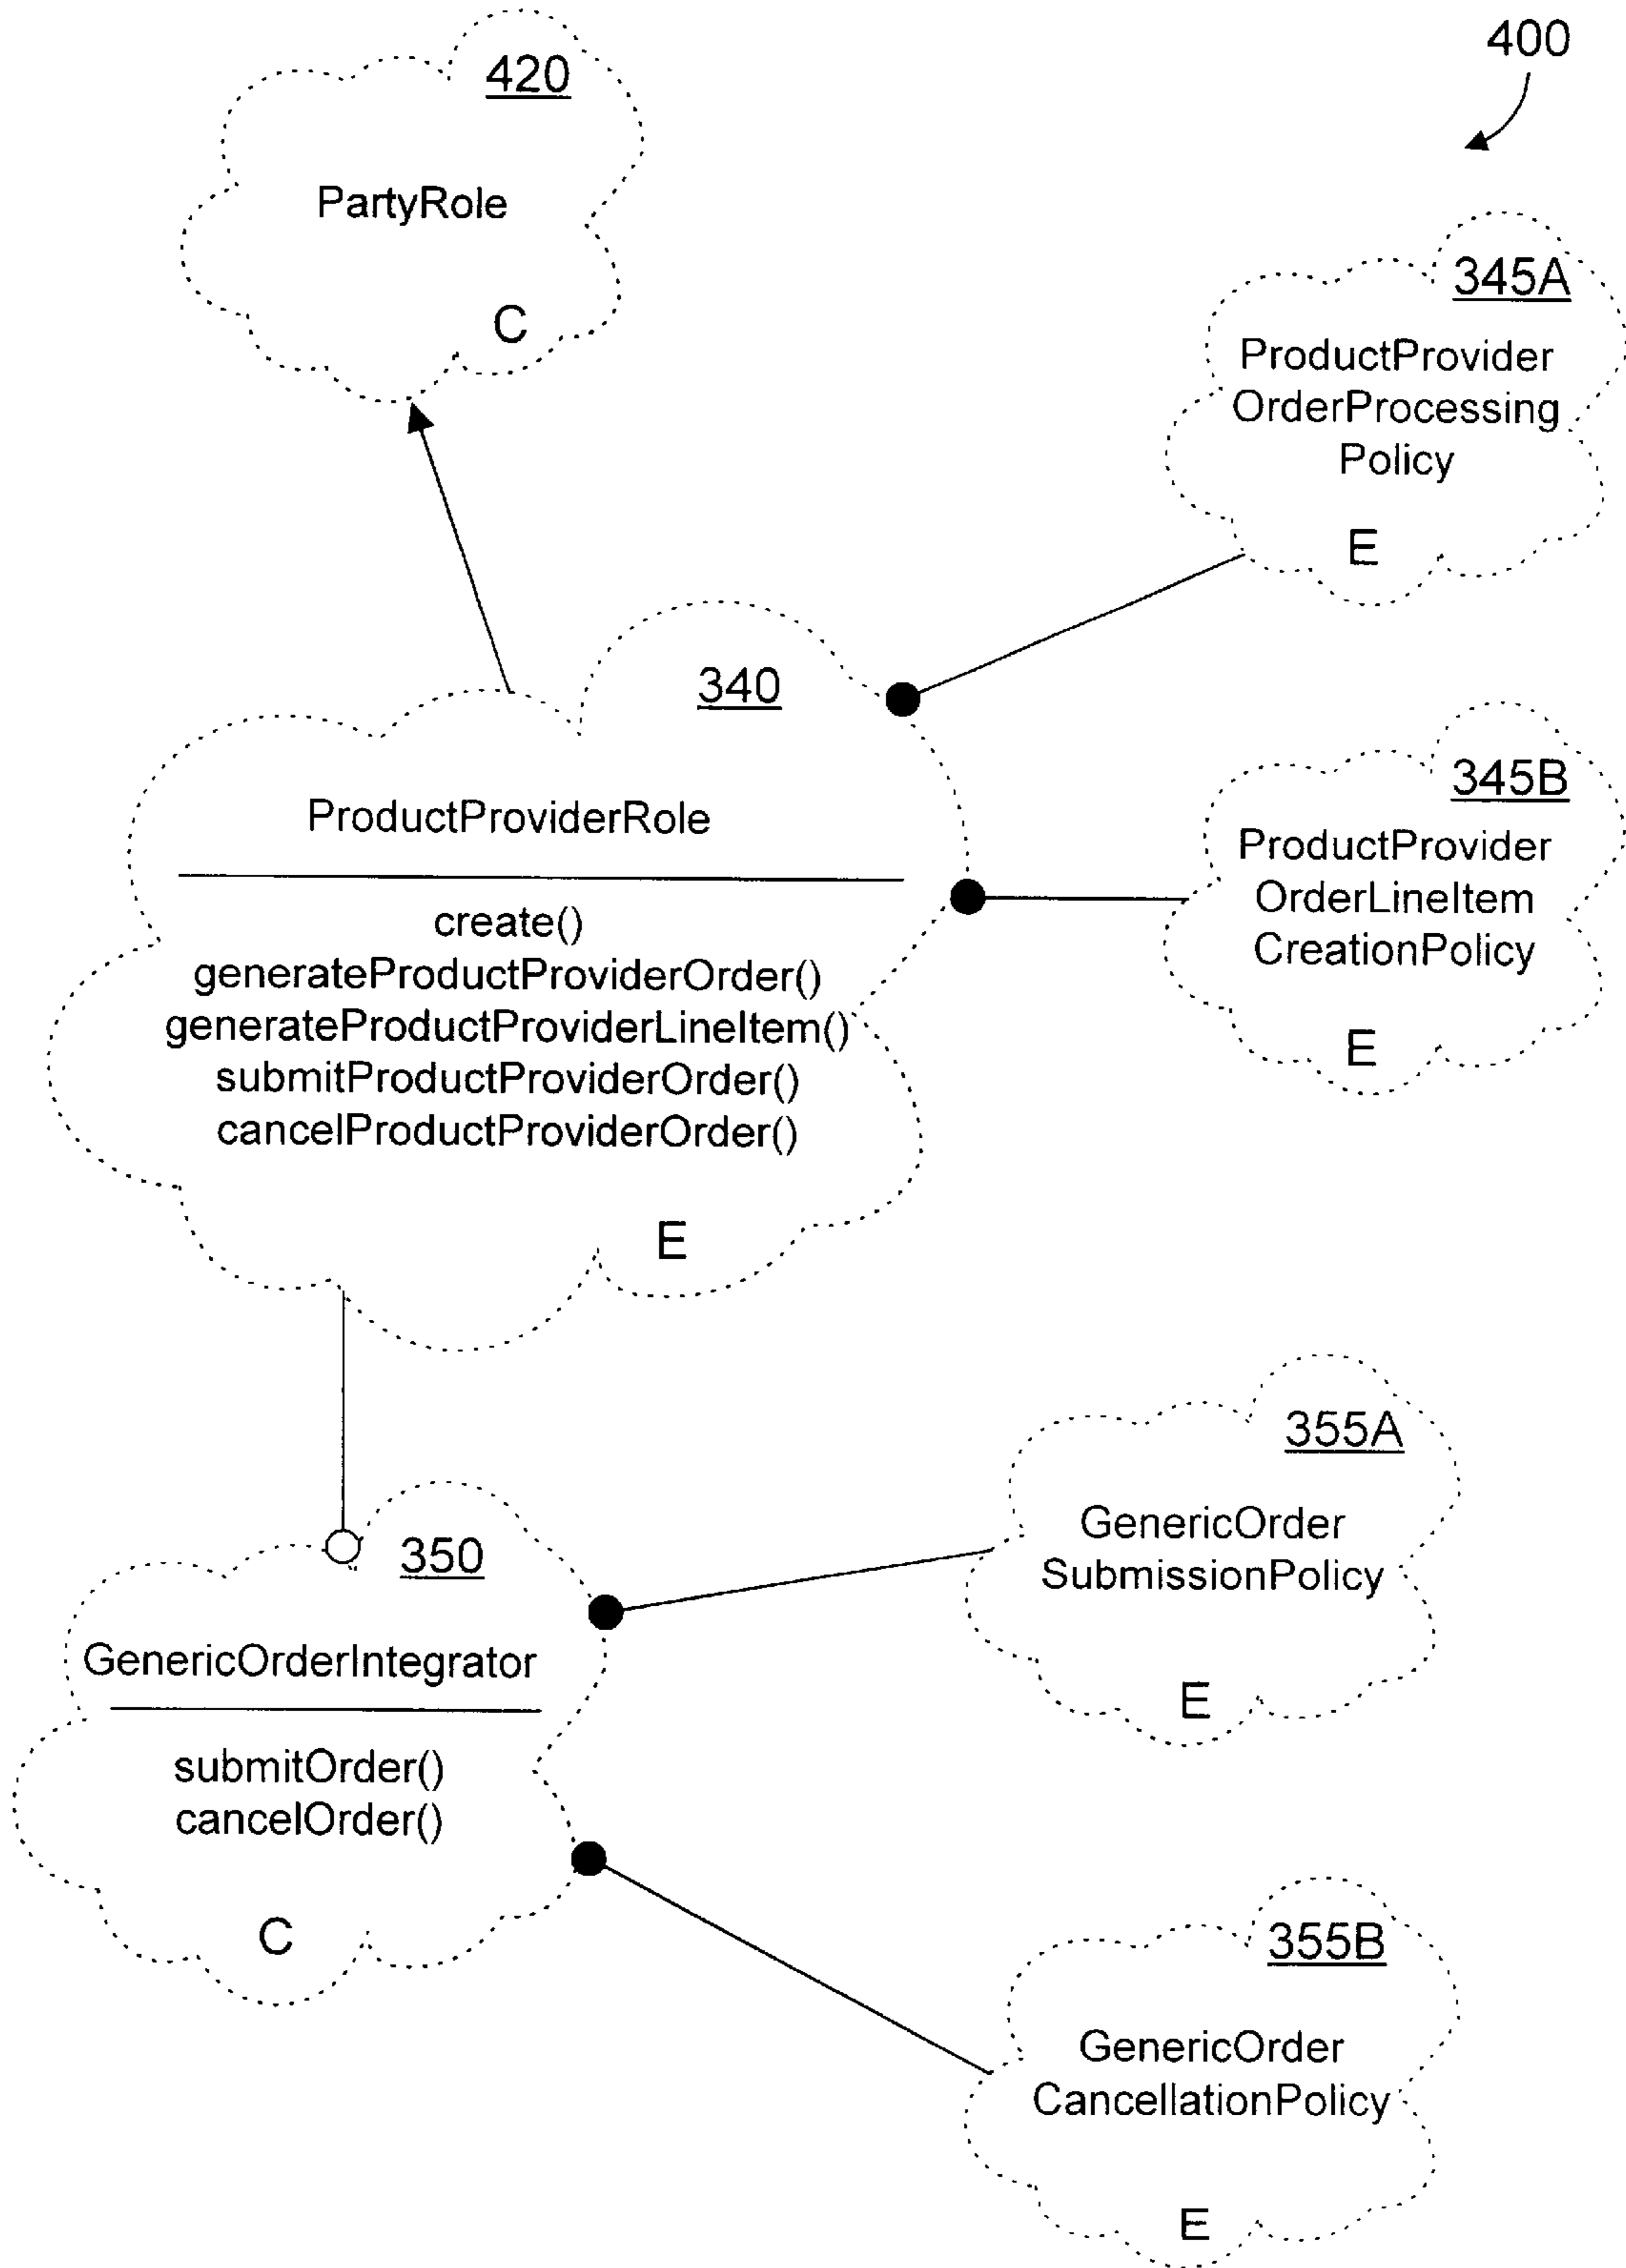 420
400
PartyRole
C
345A
ProductProvider
OrderProcessing
Policy
E
340
ProductProviderRole
create()
generateProductProviderOrder()
generateProductProviderLineItem()
submitProductProviderOrder()
cancelProductProviderOrder()
E
345B
ProductProvider
OrderLineItem
CreationPolicy
E
350
GenericOrderIntegrator
submitOrder()
cancelOrder()
C
355A
GenericOrder
SubmissionPolicy
E
355B
GenericOrder
CancellationPolicy
E